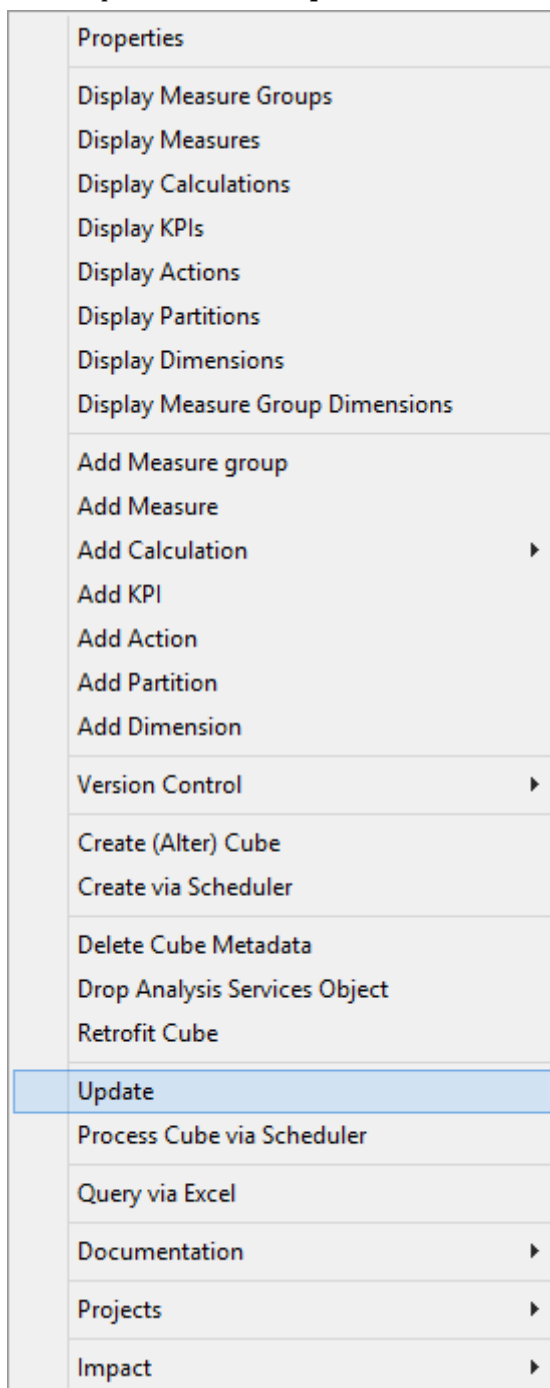 Properties
Display Measure Groups
Display Measures
Display Calculations
Display KPIs
Display Actions
Display Partitions
Display Dimensions
Display Measure Group Dimensions
Add Measure group
Add Measure
Add Calculation
Add KPI
Add Action
Add Partition
Add Dimension
Version Control
Create (Alter) Cube
Create via Scheduler
Delete Cube Metadata
Drop Analysis Services Object
Retrofit Cube
Update
Process Cube via Scheduler
Query via Excel
Documentation
Projects
Impact